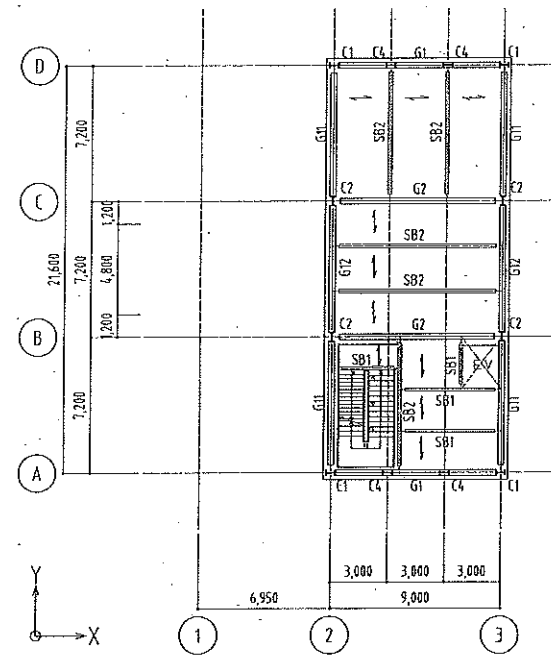 C1 C4 G1 C4 C1
D
G11 SB2 SB2 G11
7,200
C2 G2 C2
C
1,200
SB2
21,600 7,200 4,800 G12 G12
SB2
1,200
C2 G2 C2
B
SB1 SB1 EV
SB2 SB1
7,200 G11 G11
SB1
A
C1 C4 G1 C4 C1
3,000 3,000 3,000
6,950 9,000
Y
X
1 2 3